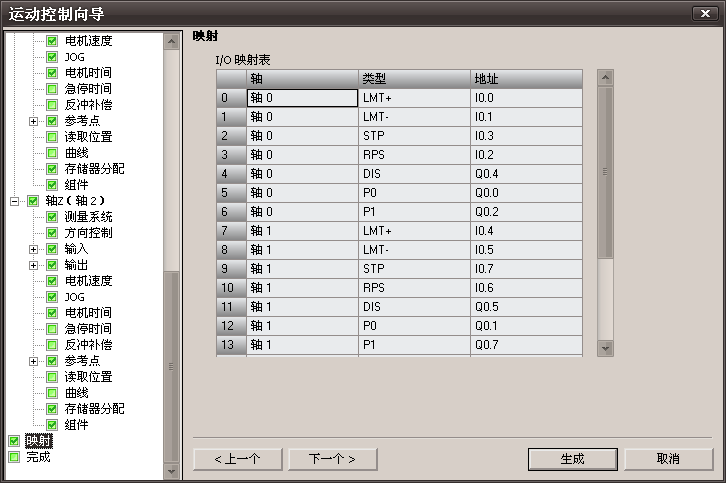 运动控制向导
电机速度
JOG
电机时间
急停时间
反冲补偿
参考点
读取位置
曲线
存储器分配
组件
轴Z（轴 2）
测量系统
方向控制
输入
输出
电机速度
JOG
电机时间
急停时间
反冲补偿
参考点
读取位置
曲线
存储器分配
组件
映射
完成
映射
I/O 映射表
轴 类型 地址
0 轴 0 LMT+ I0.0
1 轴 0 LMT- I0.1
2 轴 0 STP I0.3
3 轴 0 RPS I0.2
4 轴 0 DIS Q0.4
5 轴 0 P0 Q0.0
6 轴 0 P1 Q0.2
7 轴 1 LMT+ I0.4
8 轴 1 LMT- I0.5
9 轴 1 STP I0.7
10 轴 1 RPS I0.6
11 轴 1 DIS Q0.5
12 轴 1 P0 Q0.1
13 轴 1 P1 Q0.7
< 上一个 下一个 > 生成 取消